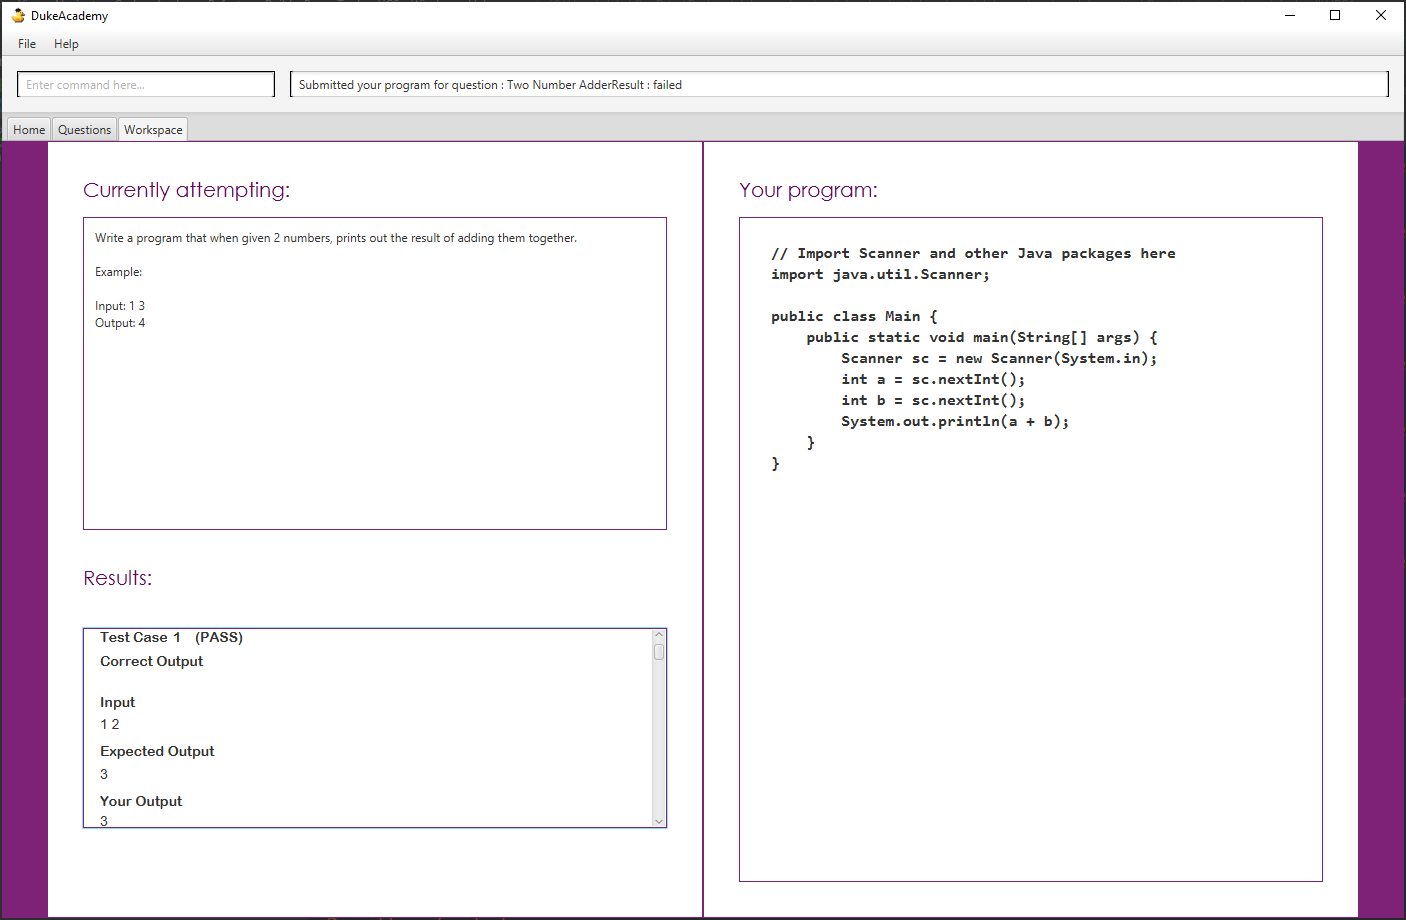 DukeAcademy
File Help
Enter command here...
Submitted your program for question : Two Number AdderResult : failed
Home Questions Workspace
Currently attempting:
Write a program that when given 2 numbers, prints out the result of adding them together.
Example:
Input: 1 3
Output: 4
Results:
Test Case 1 (PASS)
Correct Output
Input
1 2
Expected Output
3
Your Output
3
Your program:
// Import Scanner and other Java packages here
import java.util.Scanner;
public class Main {
public static void main(String[] args) {
Scanner sc = new Scanner(System.in);
int a = sc.nextInt();
int b = sc.nextInt();
System.out.println(a + b);
}
}